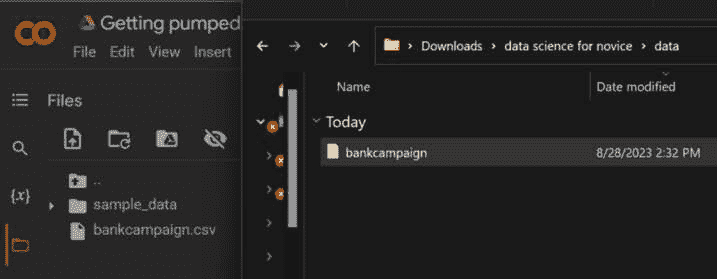 Getting pumped
File Edit View Insert
Files
{x}
..
sample_data
bankcampaign.csv
Downloads > data science for novice > data
Name Date modified
Today
bankcampaign 8/28/2023 2:32 PM